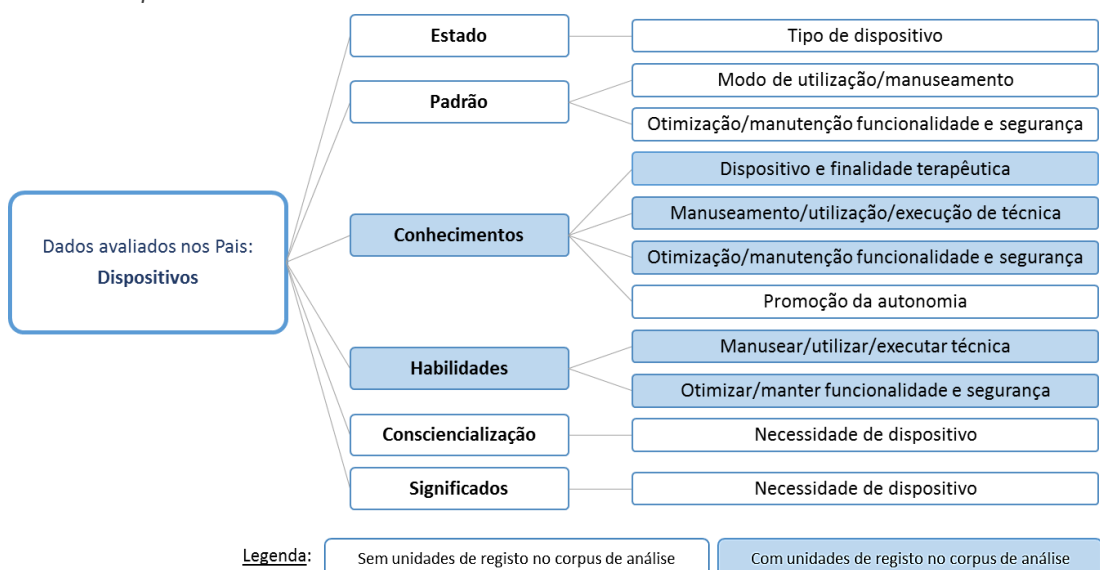 Dados avaliados nos Pais:
Dispositivos
Estado
Tipo de dispositivo
Padrão
Modo de utilização/manuseamento
Otimização/manutenção funcionalidade e segurança
Conhecimentos
Dispositivo e finalidade terapêutica
Manuseamento/utilização/execução de técnica
Otimização/manutenção funcionalidade e segurança
Promoção da autonomia
Habilidades
Manusear/utilizar/executar técnica
Otimizar/manter funcionalidade e segurança
Consciencialização
Necessidade de dispositivo
Significados
Necessidade de dispositivo
Legenda:
Sem unidades de registo no corpus de análise
Com unidades de registo no corpus de análise